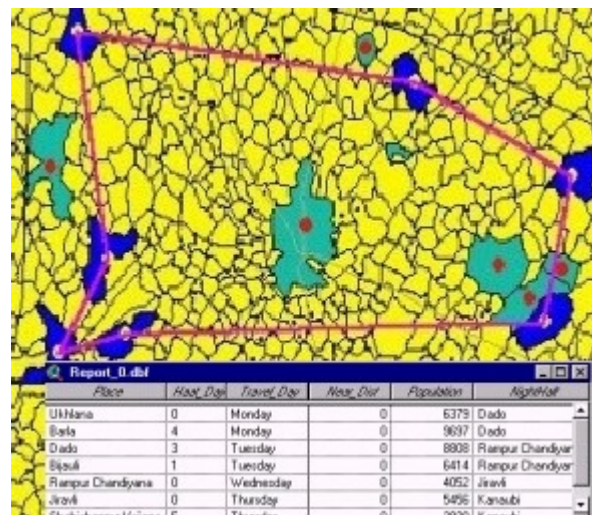 Report_0.dbf
Place Haat_Day Travel_Day Near_Dist Population NightHalt
Ukhlana 0 Monday 0 6379 Dado
Barla 4 Monday 0 9697 Dado
Dado 3 Tuesday 0 8808 Rampur Chandiyar
Bijauli 1 Tuesday 0 6414 Rampur Chandiyar
Rampur Chandiyana 0 Wednesday 0 4052 Jiravli
Jiravli 0 Thursday 0 5456 Kanaubi